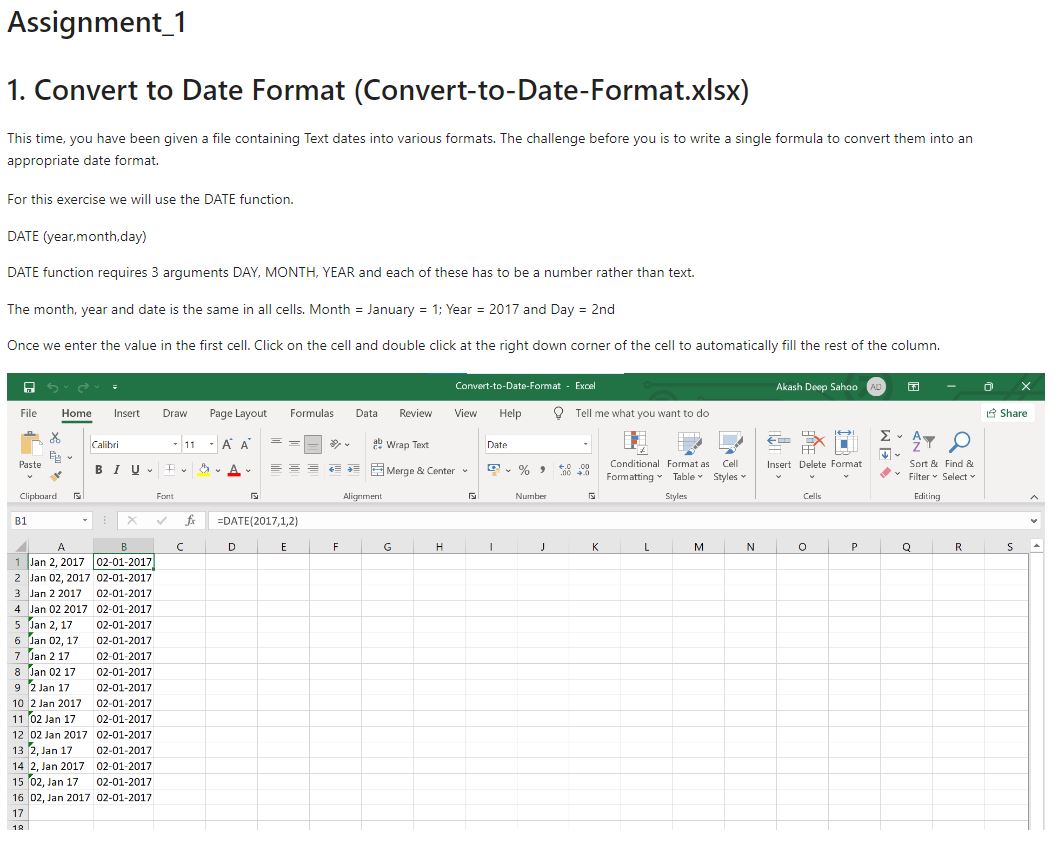 Assignment_1
1. Convert to Date Format (Convert-to-Date-Format.xlsx)
This time, you have been given a file containing Text dates into various formats. The challenge before you is to write a single formula to convert them into an
appropriate date format.
For this exercise we will use the DATE function.
DATE (year,month,day)
DATE function requires 3 arguments DAY, MONTH, YEAR and each of these has to be a number rather than text.
The month, year and date is the same in all cells. Month = January = 1; Year = 2017 and Day = 2nd
Once we enter the value in the first cell. Click on the cell and double click at the right down corner of the cell to automatically fill the rest of the column.
Convert-to-Date-Format - Excel Akash Deep Sahoo AD
File Home Insert Draw Page Layout Formulas Data Review View Help Tell me what you want to do Share
Calibri 11 A A ab Wrap Text Date
Paste B I U A Merge & Center % , .0 .00 Conditional Format as Cell Insert Delete Format Sort & Find &
Formatting Table Styles Filter Select
Clipboard Font Alignment Number Styles Cells Editing
B1 fx =DATE(2017,1,2)
A B C D E F G H I J K L M N O P Q R S
1 Jan 2, 2017 02-01-2017
2 Jan 02, 2017 02-01-2017
3 Jan 2 2017 02-01-2017
4 Jan 02 2017 02-01-2017
5 Jan 2, 17 02-01-2017
6 Jan 02, 17 02-01-2017
7 Jan 2 17 02-01-2017
8 Jan 02 17 02-01-2017
9 2 Jan 17 02-01-2017
10 2 Jan 2017 02-01-2017
11 02 Jan 17 02-01-2017
12 02 Jan 2017 02-01-2017
13 2, Jan 17 02-01-2017
14 2, Jan 2017 02-01-2017
15 02, Jan 17 02-01-2017
16 02, Jan 2017 02-01-2017
17
18